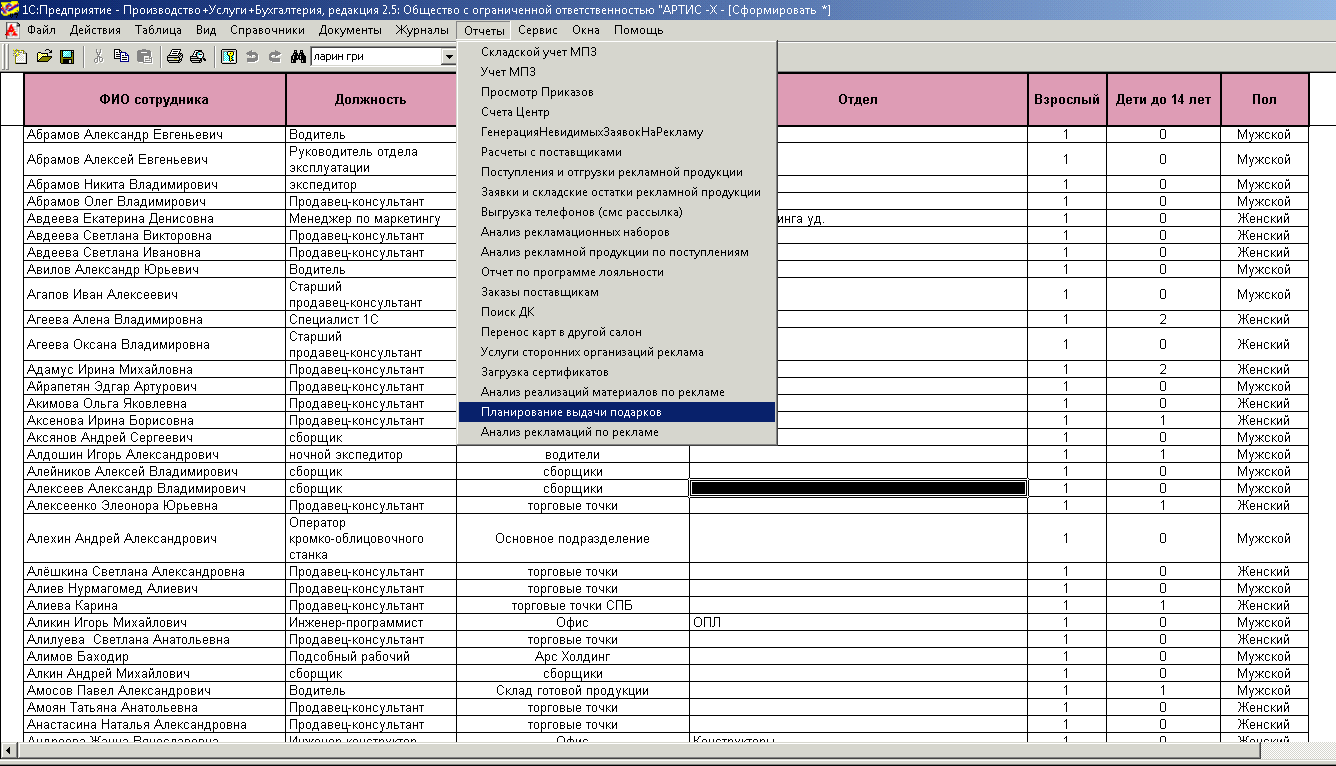 1С:Предприятие - Производство+Услуги+Бухгалтерия, редакция 2.5: Общество с ограниченной ответственностью "АРТИС -Х - [Сформировать *]
Файл Действия Таблица Вид Справочники Документы Журналы Отчеты Сервис Окна Помощь
ларин гри
Складской учет МПЗ
Учет МПЗ
Просмотр Приказов
Счета Центр
ГенерацияНевидимыхЗаявокНаРекламу
Расчеты с поставщиками
Поступления и отгрузки рекламной продукции
Заявки и складские остатки рекламной продукции
Выгрузка телефонов (смс рассылка)
Анализ рекламационных наборов
Анализ рекламной продукции по поступлениям
Отчет по программе лояльности
Заказы поставщикам
Поиск ДК
Перенос карт в другой салон
Услуги сторонних организаций реклама
Загрузка сертификатов
Анализ реализаций материалов по рекламе
Планирование выдачи подарков
Анализ рекламаций по рекламе
ФИО сотрудника Должность Отдел Взрослый Дети до 14 лет Пол
Абрамов Александр Евгеньевич Водитель 1 0 Мужской
Абрамов Алексей Евгеньевич Руководитель отдела
эксплуатации 1 0 Мужской
Абрамов Никита Владимирович экспедитор 1 0 Мужской
Абрамов Олег Владимирович Продавец-консультант 1 0 Мужской
Авдеева Екатерина Денисовна Менеджер по маркетингу инга уд. 1 0 Женский
Авдеева Светлана Викторовна Продавец-консультант 1 0 Женский
Авдеева Светлана Ивановна Продавец-консультант 1 0 Женский
Авилов Александр Юрьевич Водитель 1 0 Мужской
Агапов Иван Алексеевич Старший
продавец-консультант 1 0 Мужской
Агеева Алена Владимировна Специалист 1С 1 2 Женский
Агеева Оксана Владимировна Старший
продавец-консультант 1 0 Женский
Адамус Ирина Михайловна Продавец-консультант 1 2 Женский
Айрапетян Эдгар Артурович Продавец-консультант 1 0 Мужской
Акимова Ольга Яковлевна Продавец-консультант 1 0 Женский
Аксенова Ирина Борисовна Продавец-консультант 1 1 Женский
Аксянов Андрей Сергеевич сборщик 1 0 Мужской
Алдошин Игорь Александрович ночной экспедитор водители 1 1 Мужской
Алейников Алексей Владимирович сборщик сборщики 1 0 Мужской
Алексеев Александр Владимирович сборщик сборщики 1 0 Мужской
Алексеенко Элеонора Юрьевна Продавец-консультант торговые точки 1 1 Женский
Алехин Андрей Александрович Оператор
кромко-облицовочного
станка Основное подразделение 1 0 Мужской
Алёшкина Светлана Александровна Продавец-консультант торговые точки 1 0 Женский
Алиев Нурмагомед Алиевич Продавец-консультант торговые точки 1 0 Мужской
Алиева Карина Продавец-консультант торговые точки СПБ 1 1 Женский
Аликин Игорь Михайлович Инженер-программист Офис ОПЛ 1 0 Мужской
Алилуева Светлана Анатольевна Продавец-консультант торговые точки 1 0 Женский
Алимов Баходир Подсобный рабочий Арс Холдинг 1 0 Мужской
Алкин Андрей Михайлович сборщик сборщики 1 0 Мужской
Амосов Павел Александрович Водитель Склад готовой продукции 1 1 Мужской
Амоян Татьяна Анатольевна Продавец-консультант торговые точки 1 0 Женский
Анастасина Наталья Александровна Продавец-консультант торговые точки 1 0 Женский
Андреева Жанна Вячеславовна Инженер-конструктор Офис Конструкторы 1 0 Женский